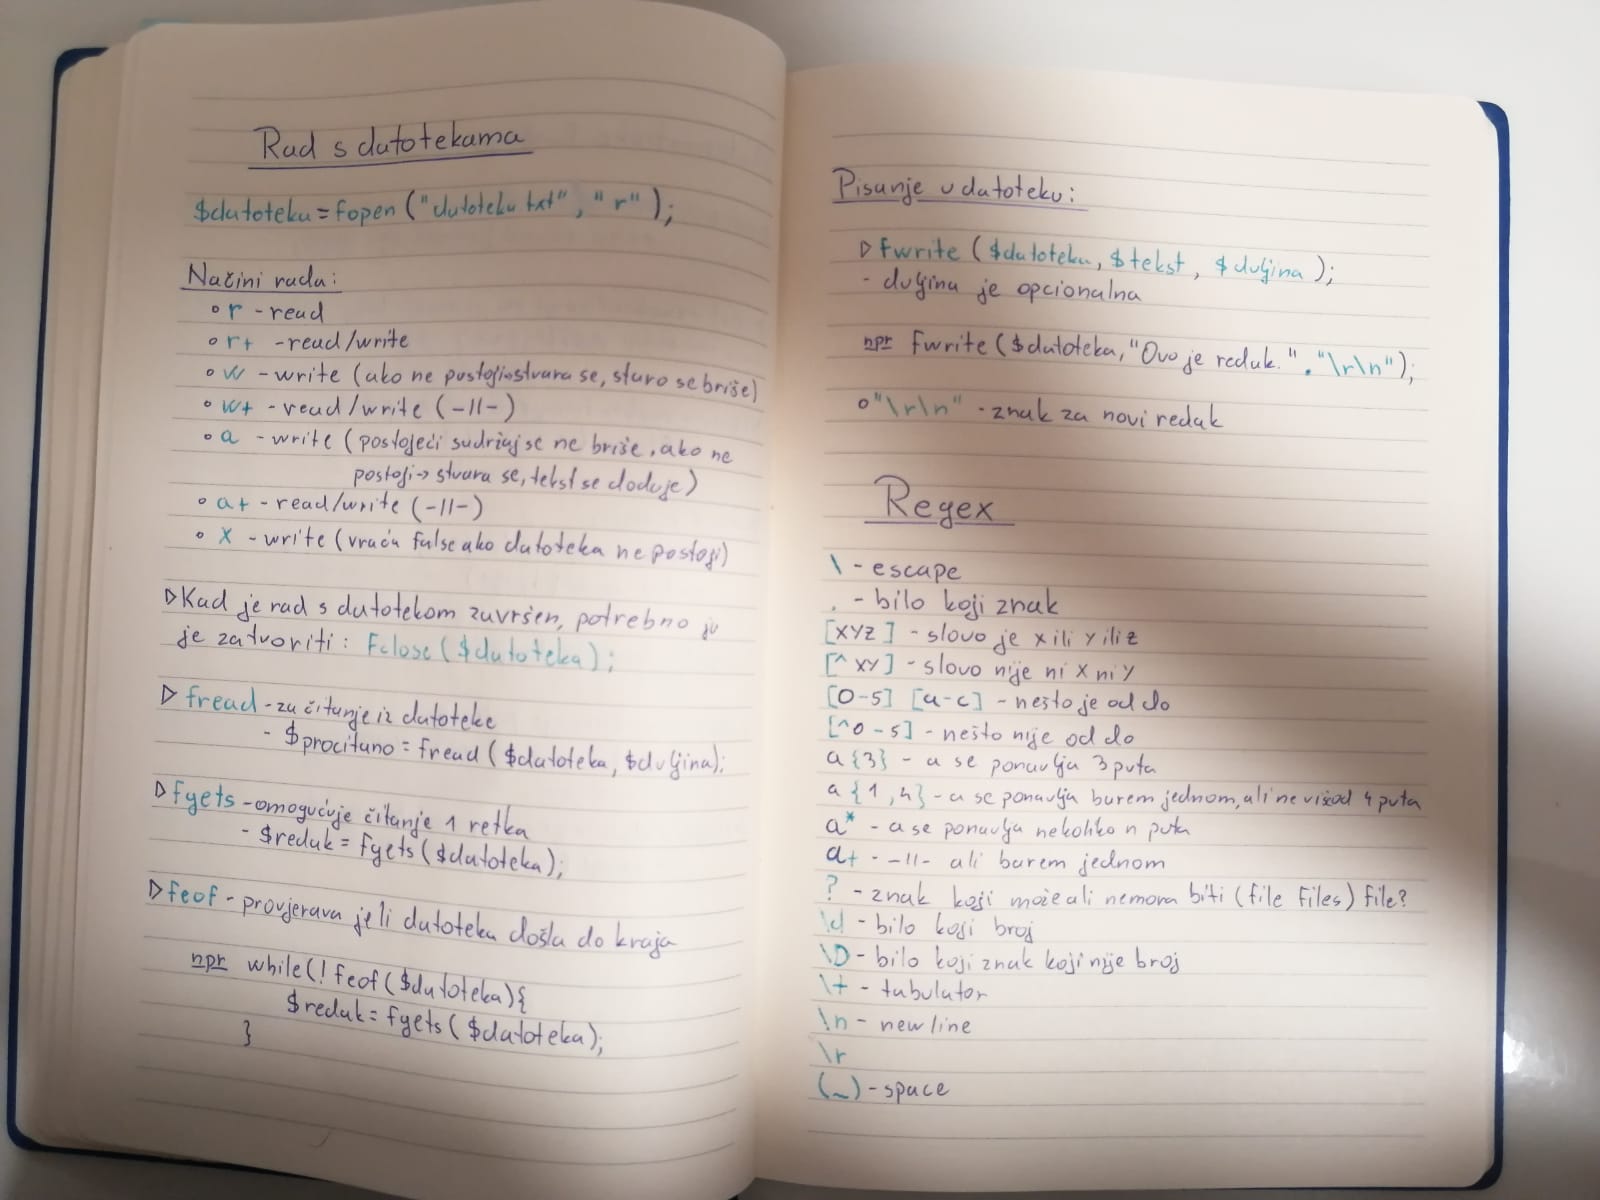 Rad s datotekama
$datoteka = fopen ("datoteka.txt", "r");
Načini rada:
r - read
r+ - read/write
w - write (ako ne postoji→stvara se, staro se briše)
w+ - read/write (-||-)
a - write (postojeći sadržaj se ne briše, ako ne
postoji→ stvara se, tekst se dodaje)
a+ - read/write (-||-)
x - write (vraća false ako datoteka ne postoji)
▷Kad je rad s datotekom završen, potrebno ju
je zatvoriti: Fclose ($datoteka);
▷ fread - za čitanje iz datoteke
- $procitano = fread ($datoteka, $duljina);
▷ fgets - omogućuje čitanje 1 retka
- $redak = fgets ($datoteka);
▷ feof - provjerava je li datoteka došla do kraja
npr while(! feof ($datoteka){
$redak = fgets ($datoteka);
}
Pisanje u datoteku:
▷ fwrite ($datoteka, $tekst, $duljina);
- duljina je opcionalna
npr fwrite ($datoteka, "Ovo je redak." . "\r\n");
"\r\n" - znak za novi redak
Regex
\ - escape
. - bilo koji znak
[xyz] - slovo je x ili y ili z
[^xy] - slovo nije ni x ni y
[0-5] [a-c] - nešto je od do
[^0-5] - nešto nije od do
a{3} - a se ponavlja 3 puta
a{1,4} - a se ponavlja barem jednom, ali ne više od 4 puta
a* - a se ponavlja nekoliko n puta
a+ - -||- ali barem jednom
? - znak koji može ali nemora biti (file files) file?
\d - bilo koji broj
\D - bilo koji znak koji nije broj
\t - tabulator
\n - newline
\r
(_) - space